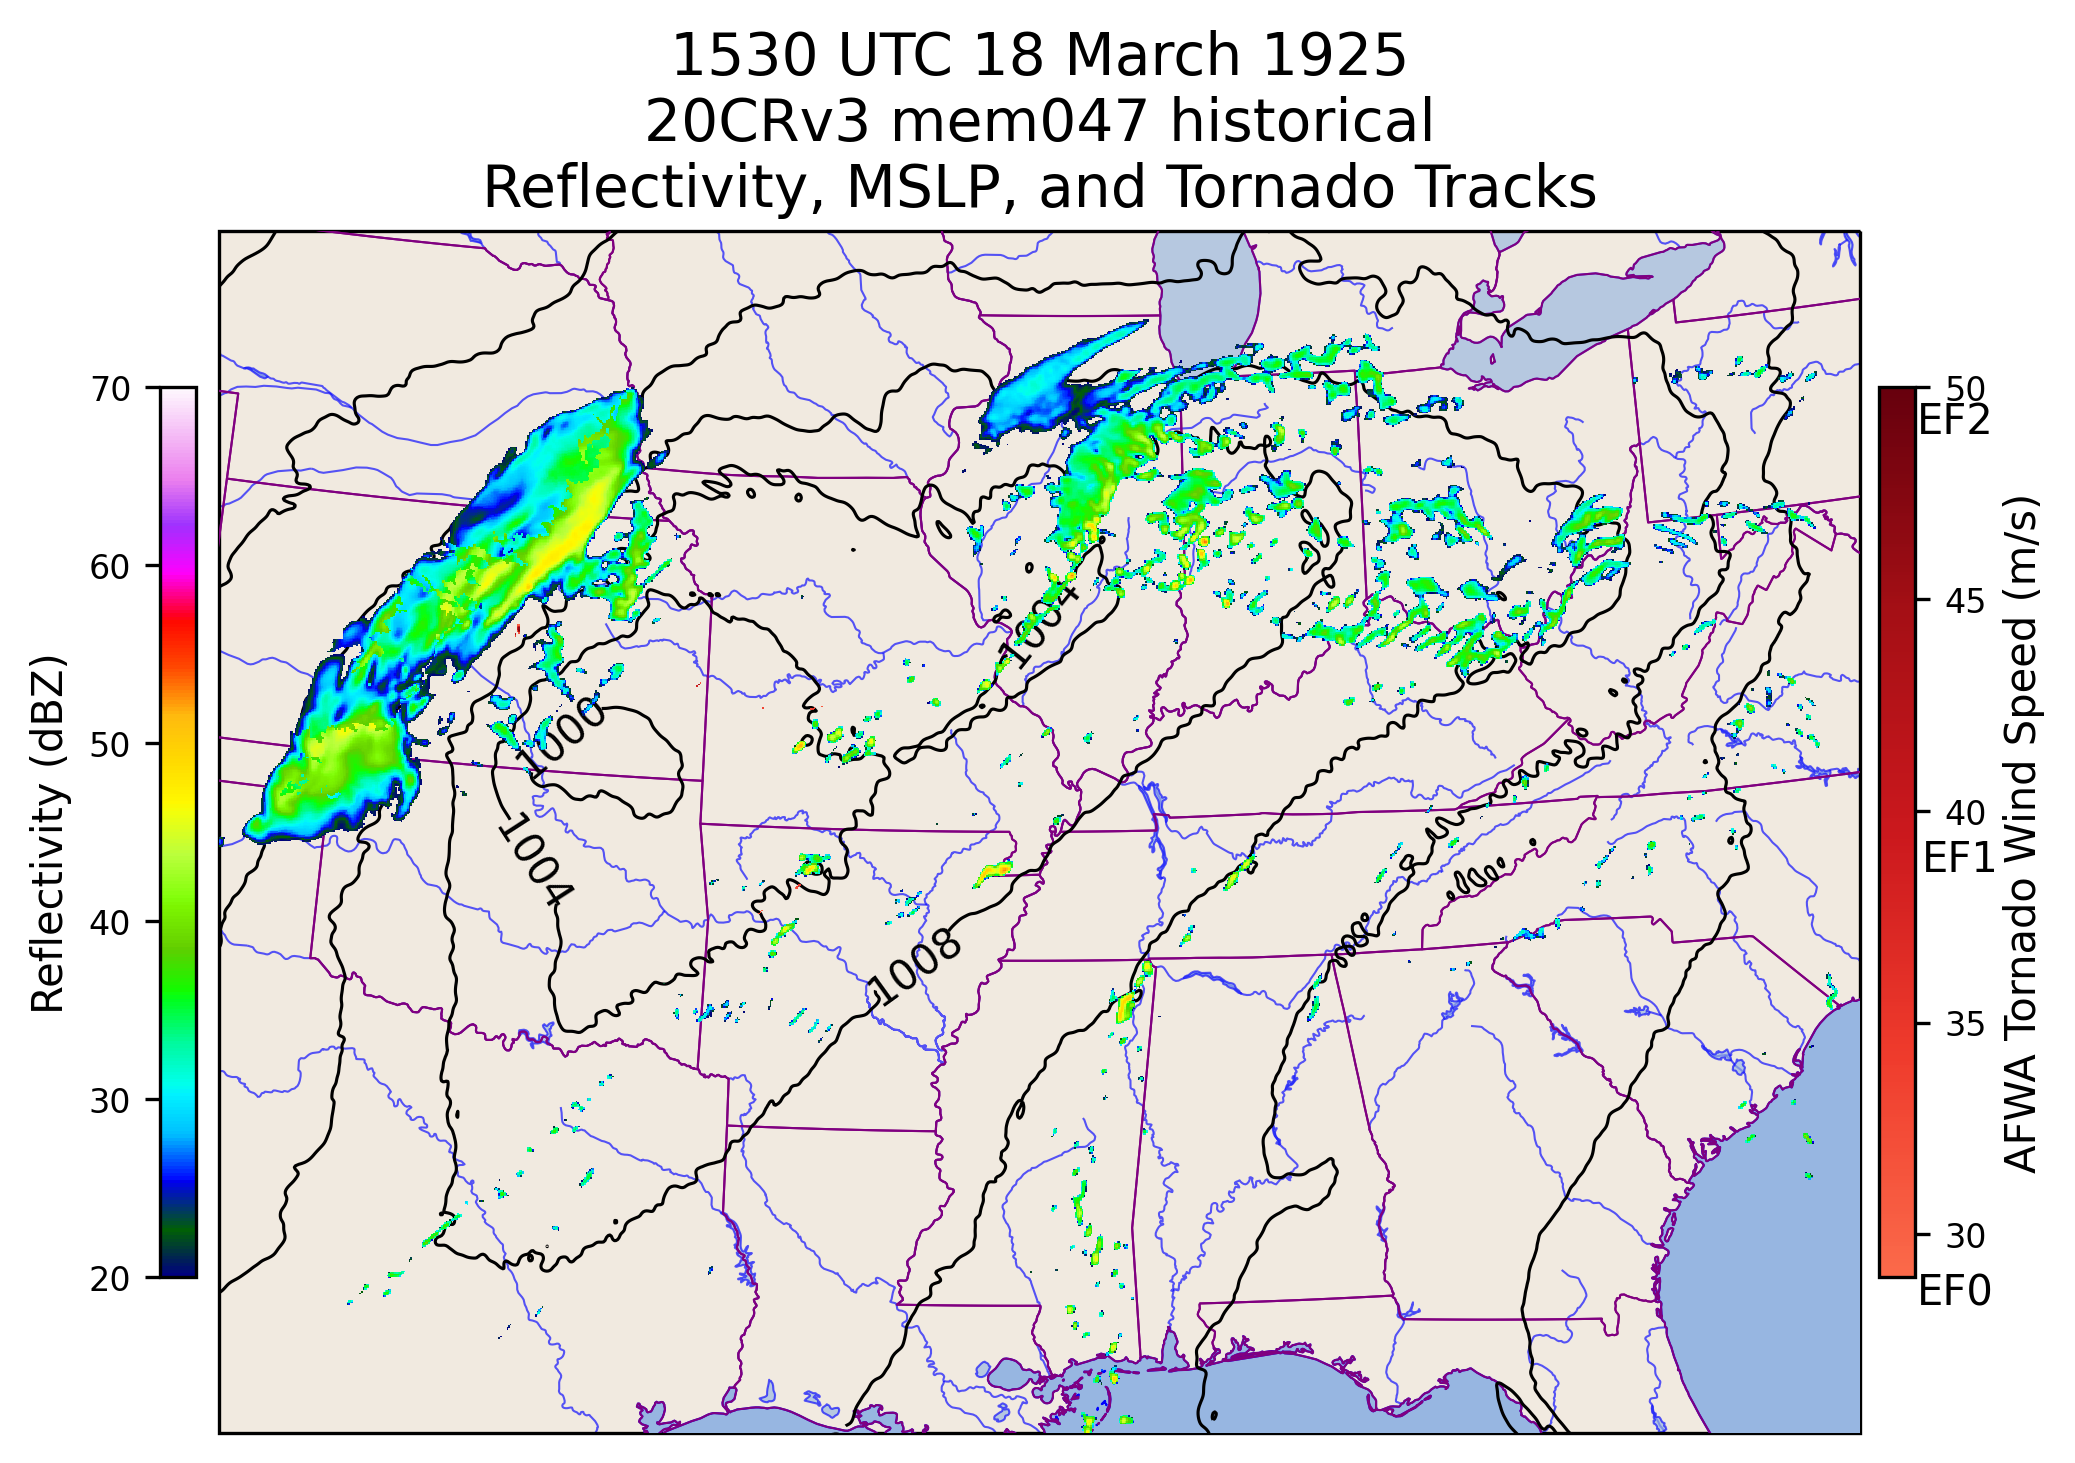 1530 UTC 18 March 1925
20CRv3 mem047 historical
Reflectivity, MSLP, and Tornado Tracks
70
60
50
40
30
20
Reflectivity (dBZ)
1004
1000
1004
1008
50
EF2
45
40
EF1
35
30
EF0
AFWA Tornado Wind Speed (m/s)